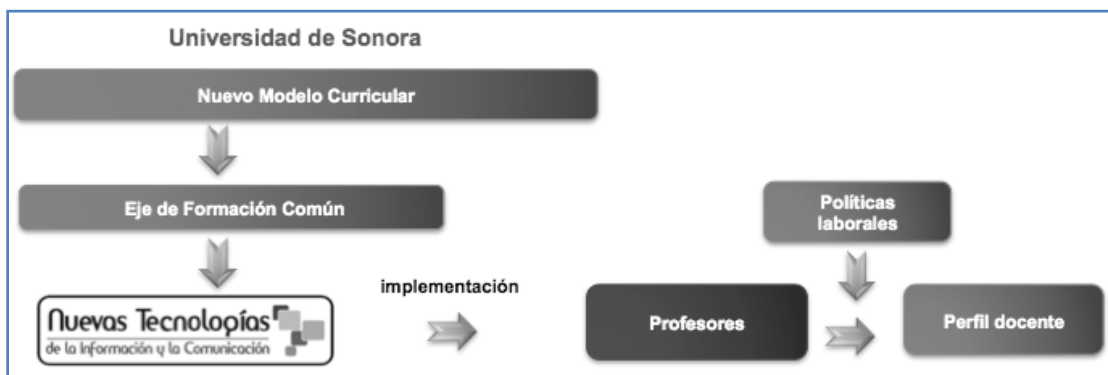 Universidad de Sonora
Nuevo Modelo Curricular
Eje de Formación Común
Políticas
laborales
implementación
Nuevas Tecnologías
de la Información y la Comunicación
Profesores
Perfil docente